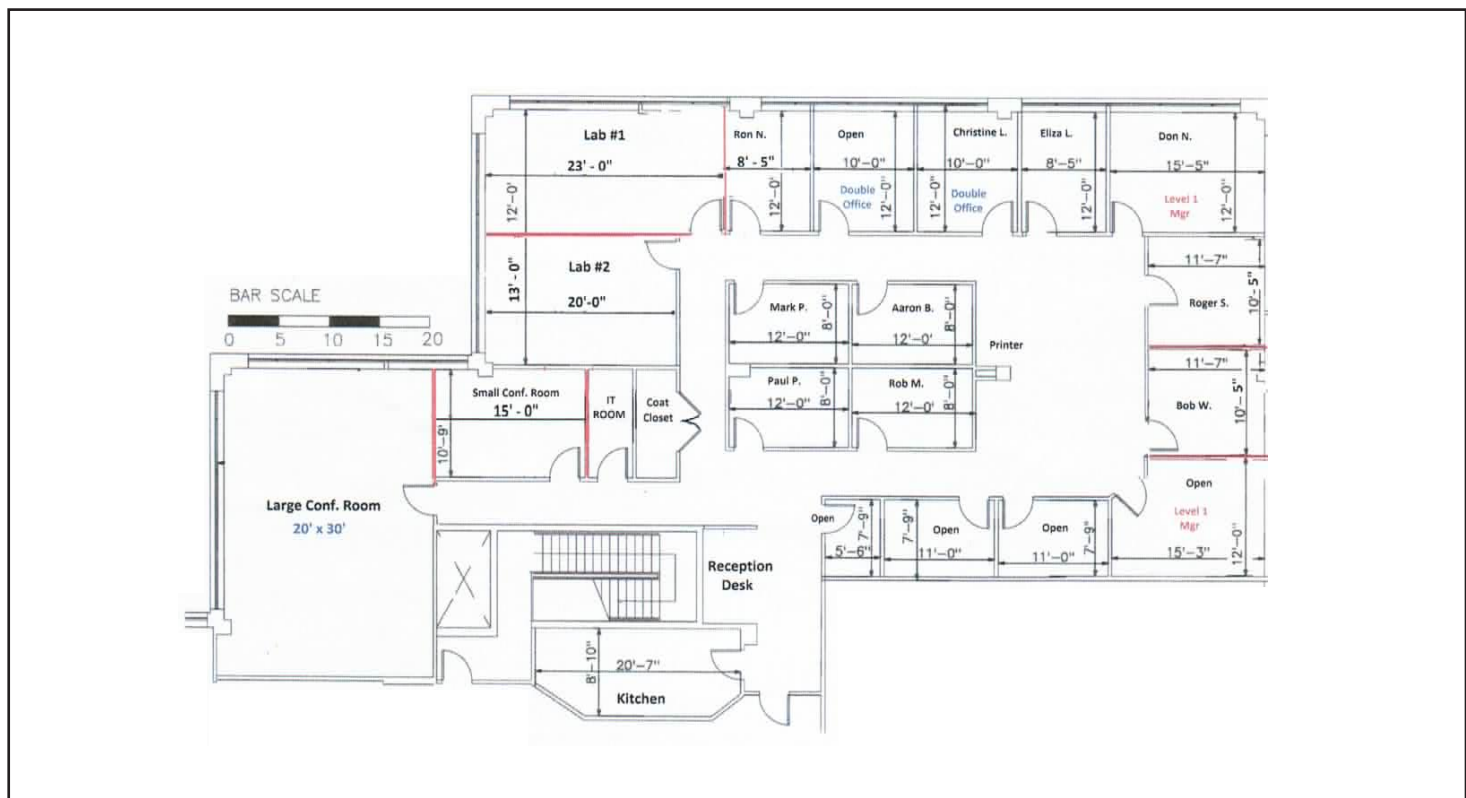 Lab #1
23' - 0"
12'-0'
Ron N.
8' - 5"
12'-0'
Open
10'-0"
Double
Office
12'-0"
Christine L.
10'-0"
Double
Office
12'-0"
Eliza L.
8'-5"
12'-0"
Don N.
15'-5"
Level 1
Mgr
12'-0"
Lab #2
20'-0"
13' - 0"
BAR SCALE
0 5 10 15 20
Mark P.
12'-0"
8'-0"
Aaron B.
12'-0'
8'-0"
Printer
11'-7"
Roger S.
10'- 5"
Paul P.
12'-0"
8'-0"
Rob M.
12'-0'
8'-0"
11'-7"
Bob W.
10'- 5"
Small Conf. Room
15' - 0"
10'-9'
IT
ROOM
Coat
Closet
Large Conf. Room
20' x 30'
Open
5'-6"
7'-9"
Open
11'-0"
7'-9"
Open
11'-0"
7'-9"
Open
Level 1
Mgr
15'-3"
12'-0"
Reception
Desk
20'-7"
8'-10"
Kitchen